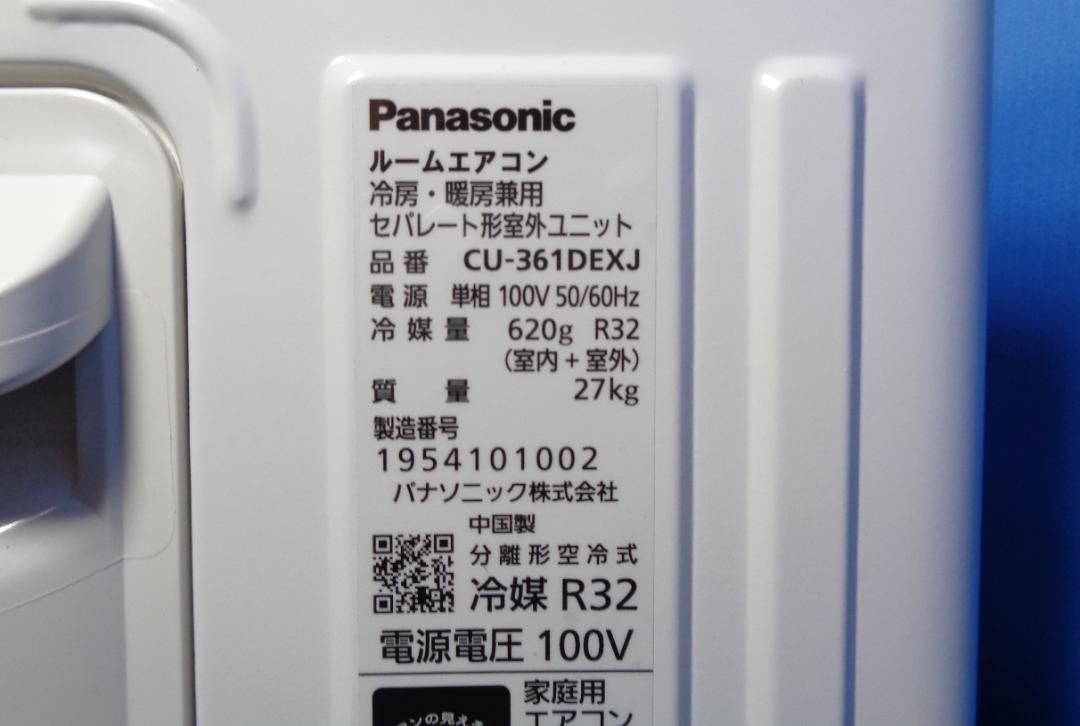 Panasonic
ルームエアコン
冷房・暖房兼用
セパレート形室外ユニット
品番 CU-361DEXJ
電源 単相 100V 50/60Hz
冷媒量 620g R32
(室内+室外)
質量 27kg
製造番号
1954101002
パナソニック株式会社
中国製
分離形空冷式
冷媒 R32
電源電圧 100V
家庭用
エアコン